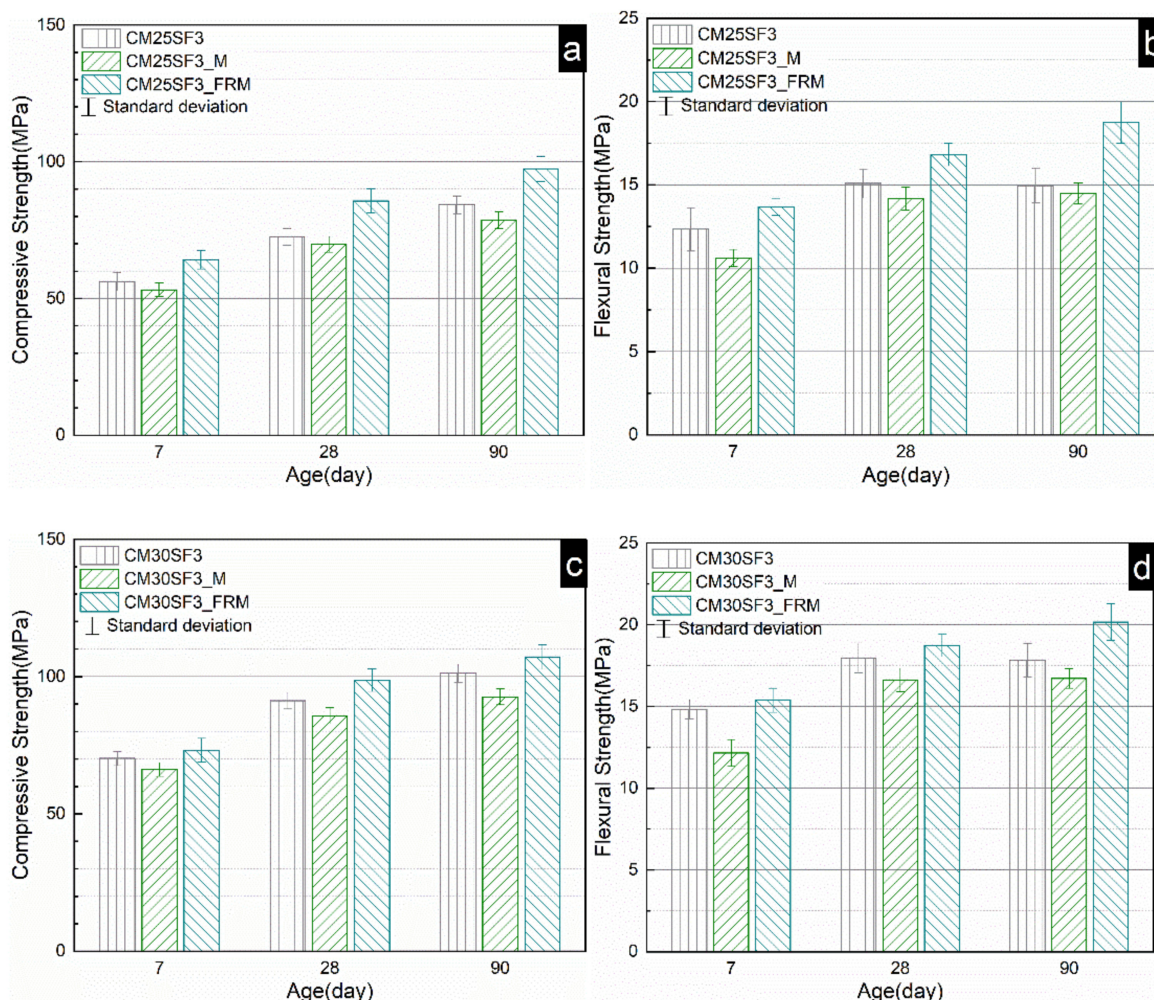 a
CM25SF3
CM25SF3_M
CM25SF3_FRM
Standard deviation
150
100
50
0
Compressive Strength(MPa)
7 28 90
Age(day)
b
CM25SF3
CM25SF3_M
CM25SF3_FRM
Standard deviation
25
20
15
10
5
0
Flexural Strength(MPa)
7 28 90
Age(day)
c
CM30SF3
CM30SF3_M
CM30SF3_FRM
Standard deviation
150
100
50
0
Compressive Strength(MPa)
7 28 90
Age(day)
d
CM30SF3
CM30SF3_M
CM30SF3_FRM
Standard deviation
25
20
15
10
5
0
Flexural Strength(MPa)
7 28 90
Age(day)